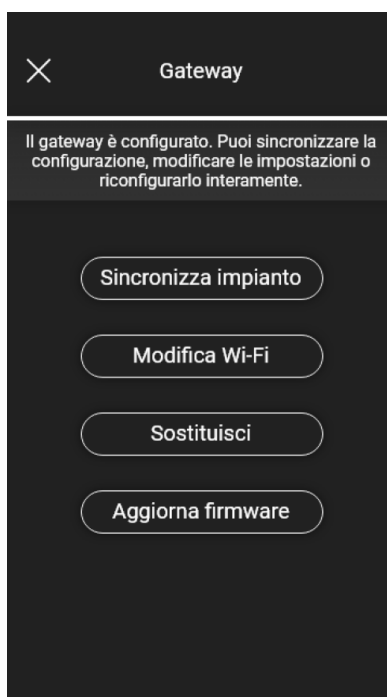 Gateway
Il gateway è configurato. Puoi sincronizzare la
configurazione, modificare le impostazioni o
riconfigurarlo interamente.
Sincronizza impianto
Modifica Wi-Fi
Sostituisci
Aggiorna firmware